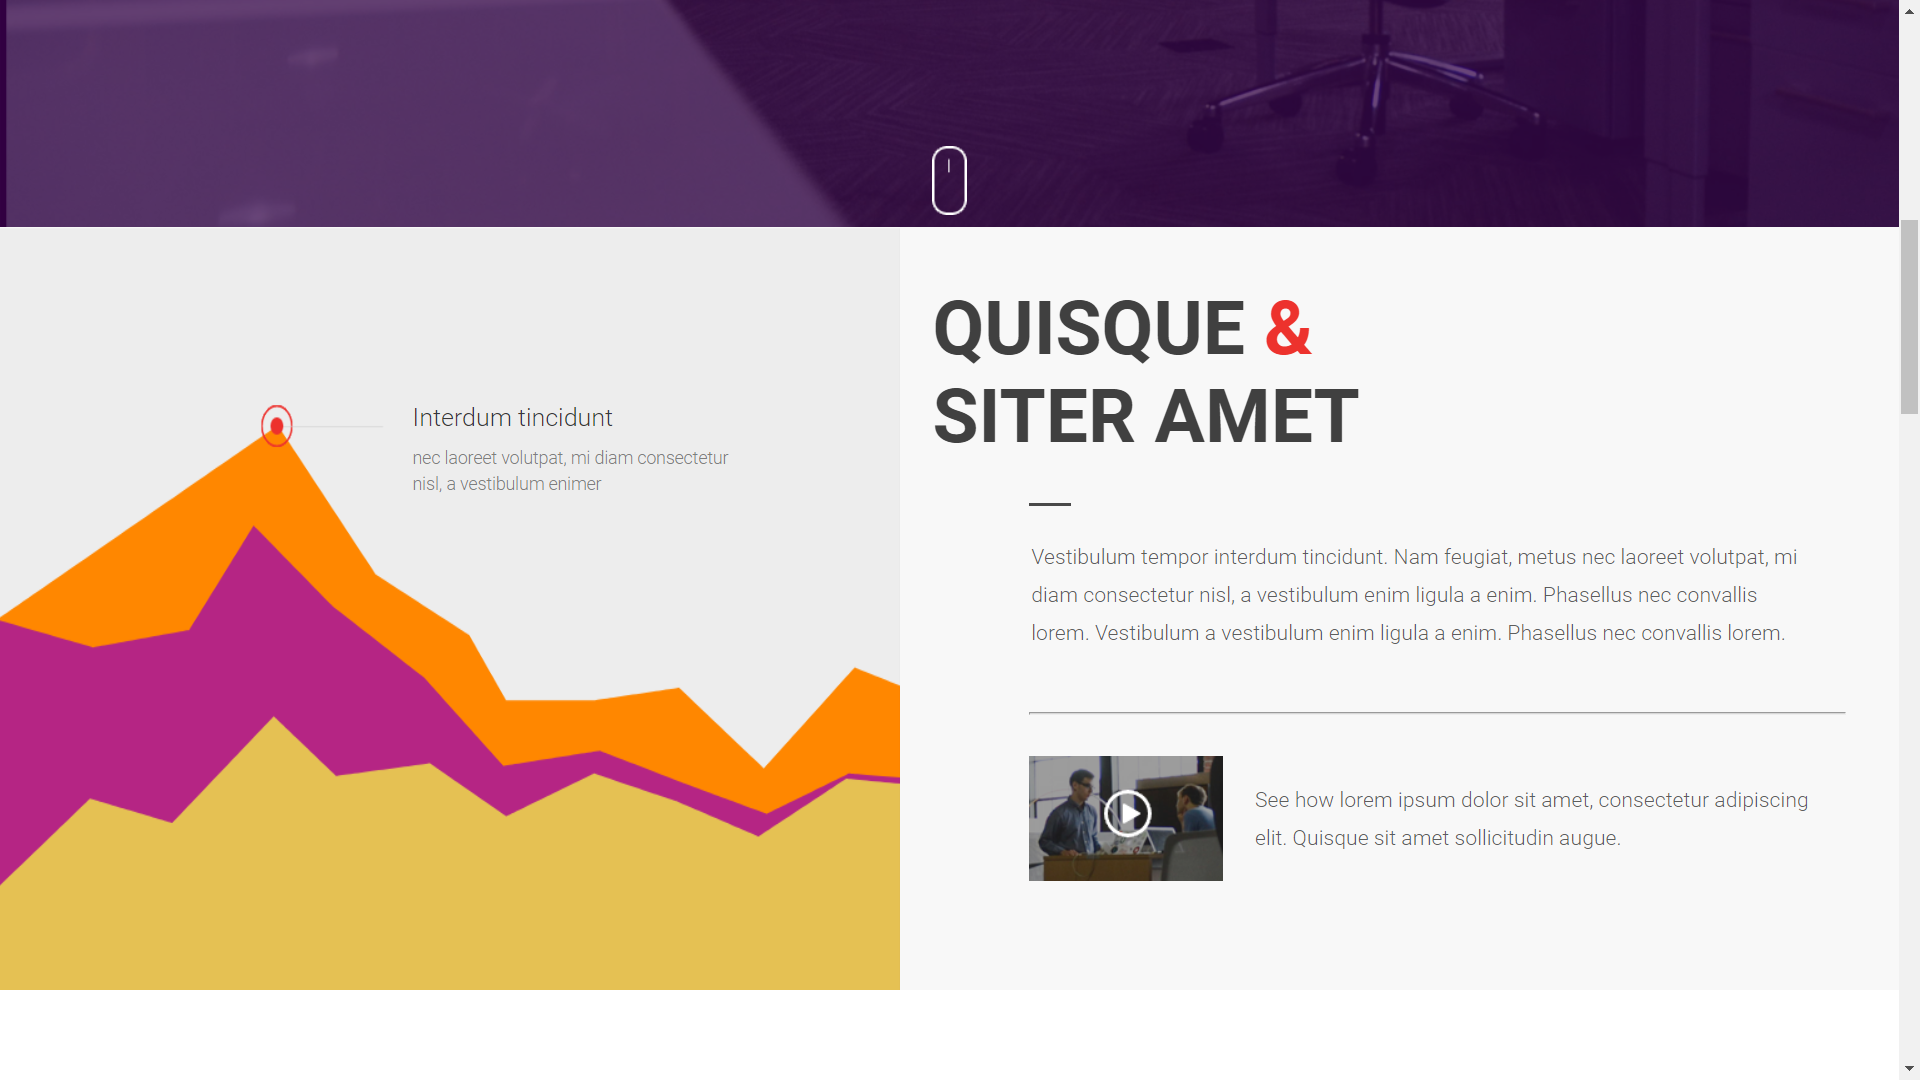 Interdum tincidunt
nec laoreet volutpat, mi diam consectetur
nisl, a vestibulum enimer
QUISQUE &
SITER AMET
Vestibulum tempor interdum tincidunt. Nam feugiat, metus nec laoreet volutpat, mi
diam consectetur nisl, a vestibulum enim ligula a enim. Phasellus nec convallis
lorem. Vestibulum a vestibulum enim ligula a enim. Phasellus nec convallis lorem.
See how lorem ipsum dolor sit amet, consectetur adipiscing
elit. Quisque sit amet sollicitudin augue.